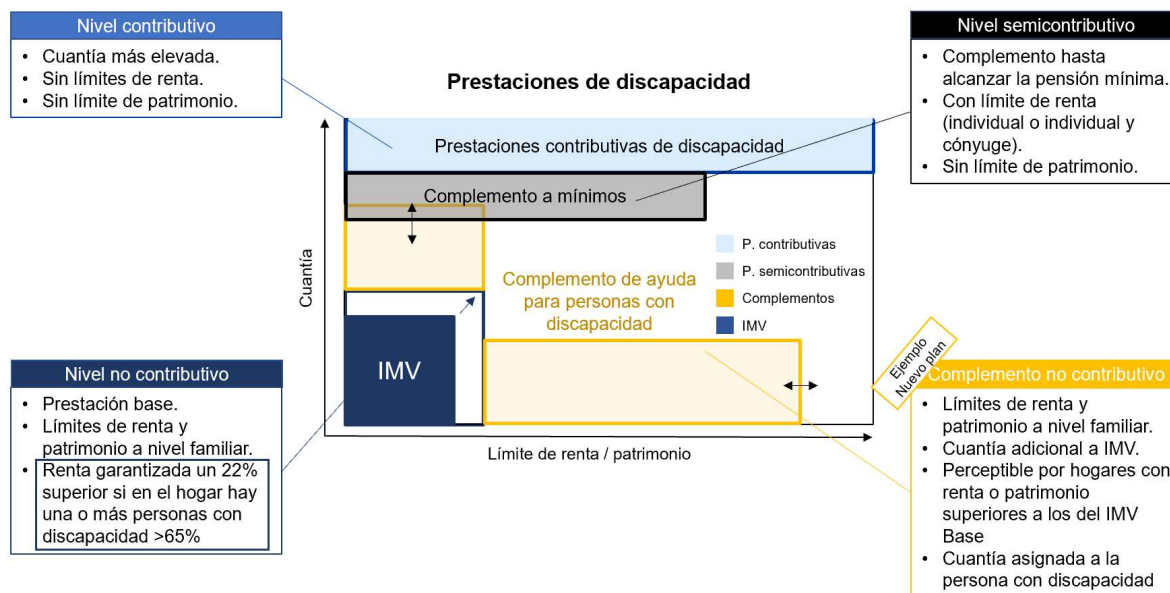 Nivel contributivo
• Cuantía más elevada.
• Sin límites de renta.
• Sin límite de patrimonio.
Nivel semicontributivo
• Complemento hasta
alcanzar la pensión mínima.
• Con límite de renta
(individual o individual y
cónyuge).
• Sin límite de patrimonio.
Prestaciones de discapacidad
Prestaciones contributivas de discapacidad
Complemento a mínimos
Cuantía
P. contributivas
P. semicontributivas
Complementos
IMV
Complemento de ayuda
para personas con
discapacidad
IMV
Límite de renta / patrimonio
Nivel no contributivo
• Prestación base.
• Límites de renta y
patrimonio a nivel familiar.
• Renta garantizada un 22%
superior si en el hogar hay
una o más personas con
discapacidad >65%
Ejemplo
Nuevo plan
Complemento no contributivo
• Límites de renta y
patrimonio a nivel familiar.
• Cuantía adicional a IMV.
• Perceptible por hogares con
renta o patrimonio
superiores a los del IMV
Base
• Cuantía asignada a la
persona con discapacidad